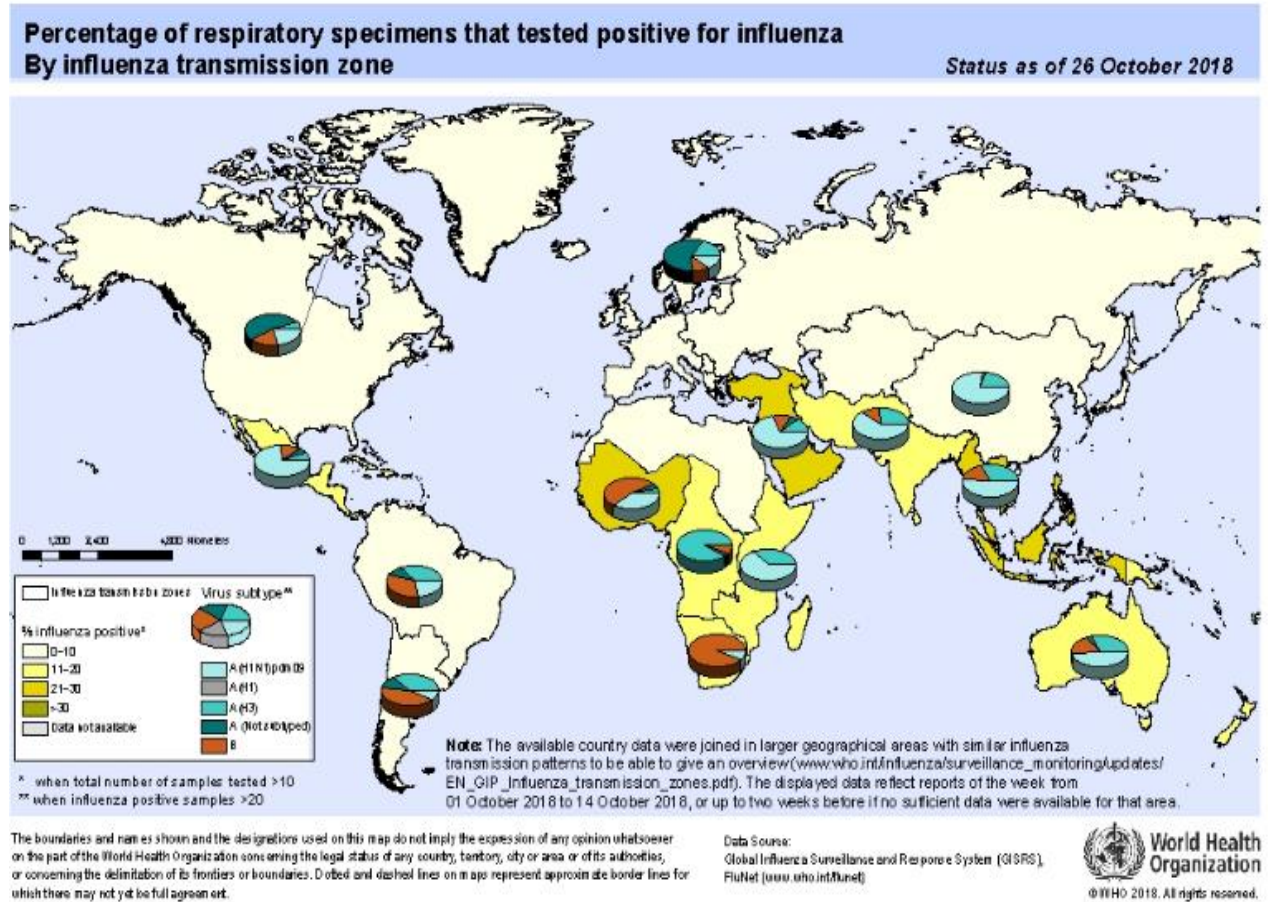 Percentage of respiratory specimens that tested positive for influenza
By influenza transmission zone
Status as of 26 October 2018
0 1,200 2,400 4,800 Kilometers
Influenza transmission zones
Virus subtype**
% influenza positive*
0-10
11-20
21-30
>30
Data not available
A(H1N1)pdm09
A(H1)
A(H3)
A (Not subtyped)
B
* when total number of samples tested >10
** when influenza positive samples >20
Note: The available country data were joined in larger geographical areas with similar influenza
transmission patterns to be able to give an overview (www.who.int/influenza/surveillance_monitoring/updates/
EN_GIP_Influenza_transmission_zones.pdf). The displayed data reflect reports of the week from
01 October 2018 to 14 October 2018, or up to two weeks before if no sufficient data were available for that area.
The boundaries and names shown and the designations used on this map do not imply the expression of any opinion whatsoever
on the part of the World Health Organization concerning the legal status of any country, territory, city or area or of its authorities,
or concerning the delimitation of its frontiers or boundaries. Dotted and dashed lines on maps represent approximate border lines for
which there may not yet be full agreement.
Data Source:
Global Influenza Surveillance and Response System (GISRS),
FluNet (www.who.int/flunet)
World Health
Organization
© WHO 2018. All rights reserved.